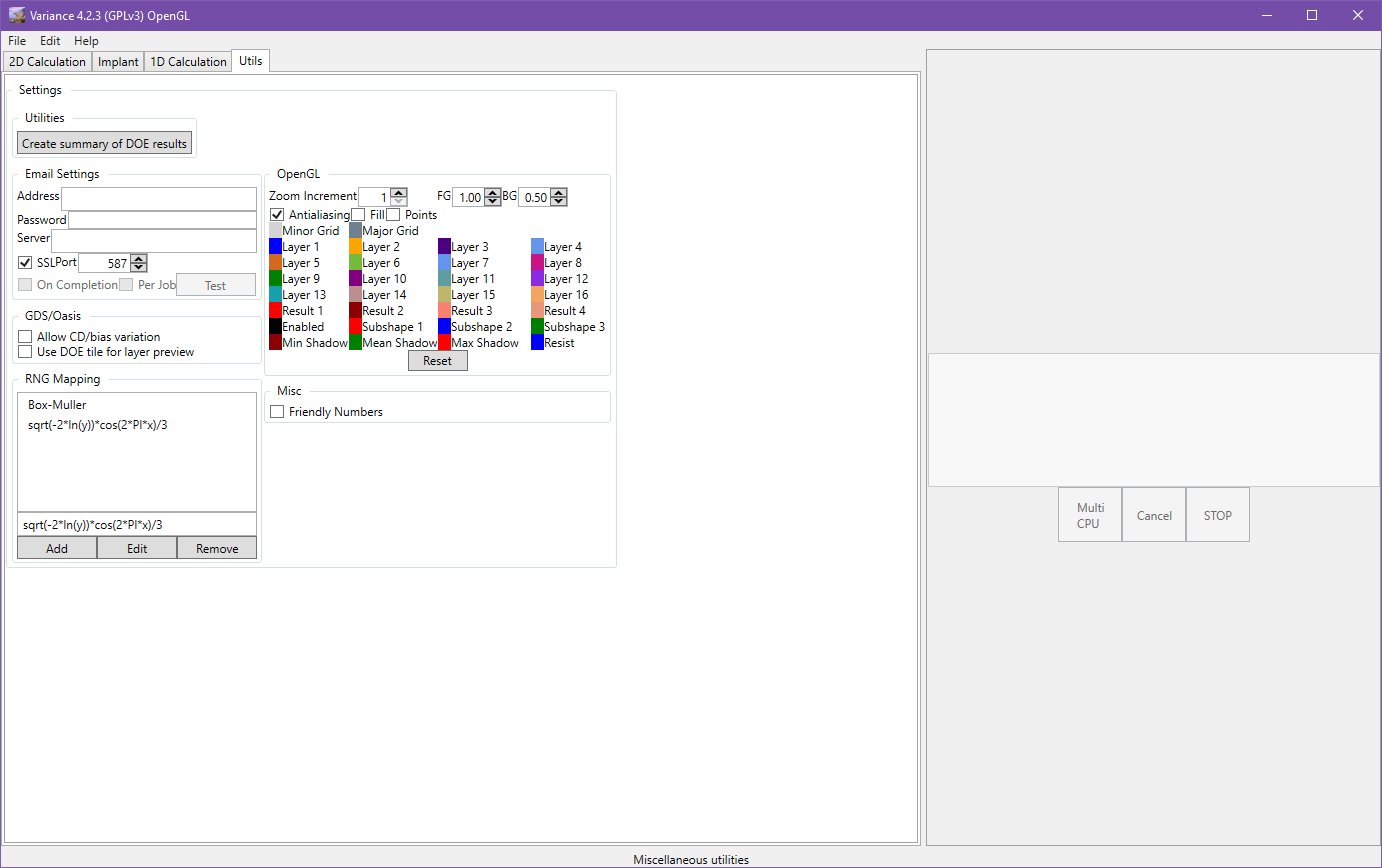 Variance 4.2.3 (GPLv3) OpenGL
File Edit Help
2D Calculation Implant 1D Calculation Utils
Settings
Utilities
Create summary of DOE results
Email Settings
Address
Password
Server
SSL Port 587
On Completion Per Job Test
GDS/Oasis
Allow CD/bias variation
Use DOE tile for layer preview
RNG Mapping
Box-Muller
sqrt(-2*ln(y))*cos(2*PI*x)/3
sqrt(-2*ln(y))*cos(2*PI*x)/3
Add Edit Remove
OpenGL
Zoom Increment 1 FG 1.00 BG 0.50
Antialiasing Fill Points
Minor Grid Major Grid
Layer 1 Layer 2 Layer 3 Layer 4
Layer 5 Layer 6 Layer 7 Layer 8
Layer 9 Layer 10 Layer 11 Layer 12
Layer 13 Layer 14 Layer 15 Layer 16
Result 1 Result 2 Result 3 Result 4
Enabled Subshape 1 Subshape 2 Subshape 3
Min Shadow Mean Shadow Max Shadow Resist
Reset
Misc
Friendly Numbers
Multi
CPU
Cancel
STOP
Miscellaneous utilities